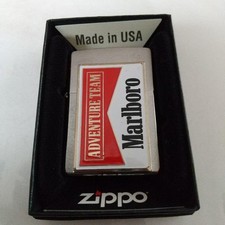 Made in USA
ADVENTURE TEAM
Marlboro
zippo